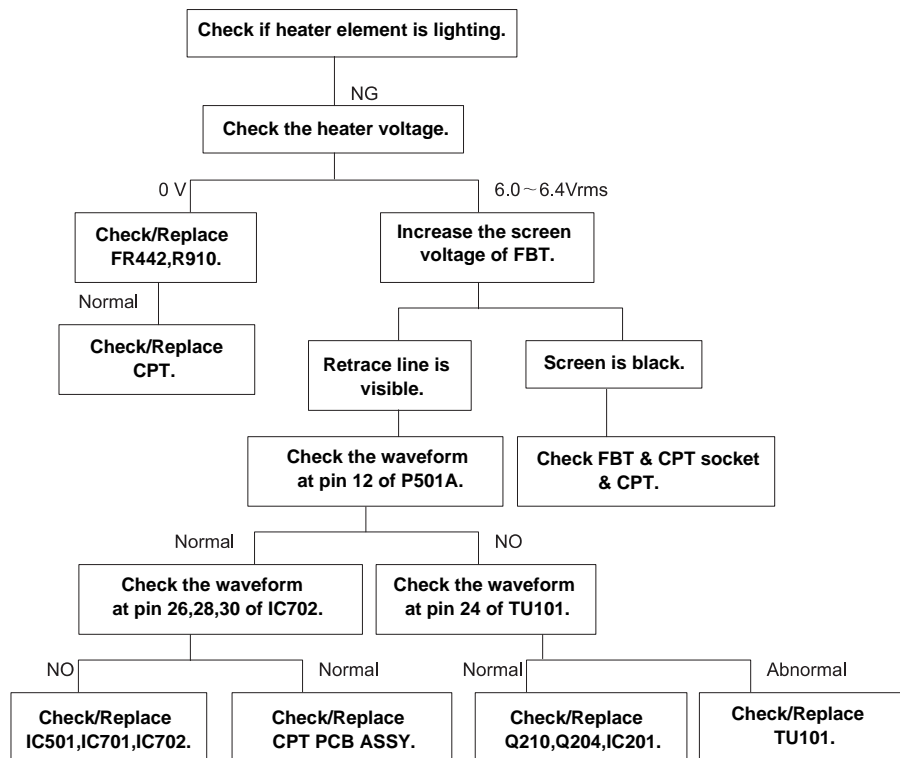 Check if heater element is lighting.
NG
Check the heater voltage.
0 V
6.0～6.4Vrms
Check/Replace
FR442,R910.
Increase the screen
voltage of FBT.
Normal
Check/Replace
CPT.
Retrace line is
visible.
Screen is black.
Check the waveform
at pin 12 of P501A.
Check FBT & CPT socket
& CPT.
Normal
NO
Check the waveform
at pin 26,28,30 of IC702.
Check the waveform
at pin 24 of TU101.
NO
Normal
Normal
Abnormal
Check/Replace
IC501,IC701,IC702.
Check/Replace
CPT PCB ASSY.
Check/Replace
Q210,Q204,IC201.
Check/Replace
TU101.